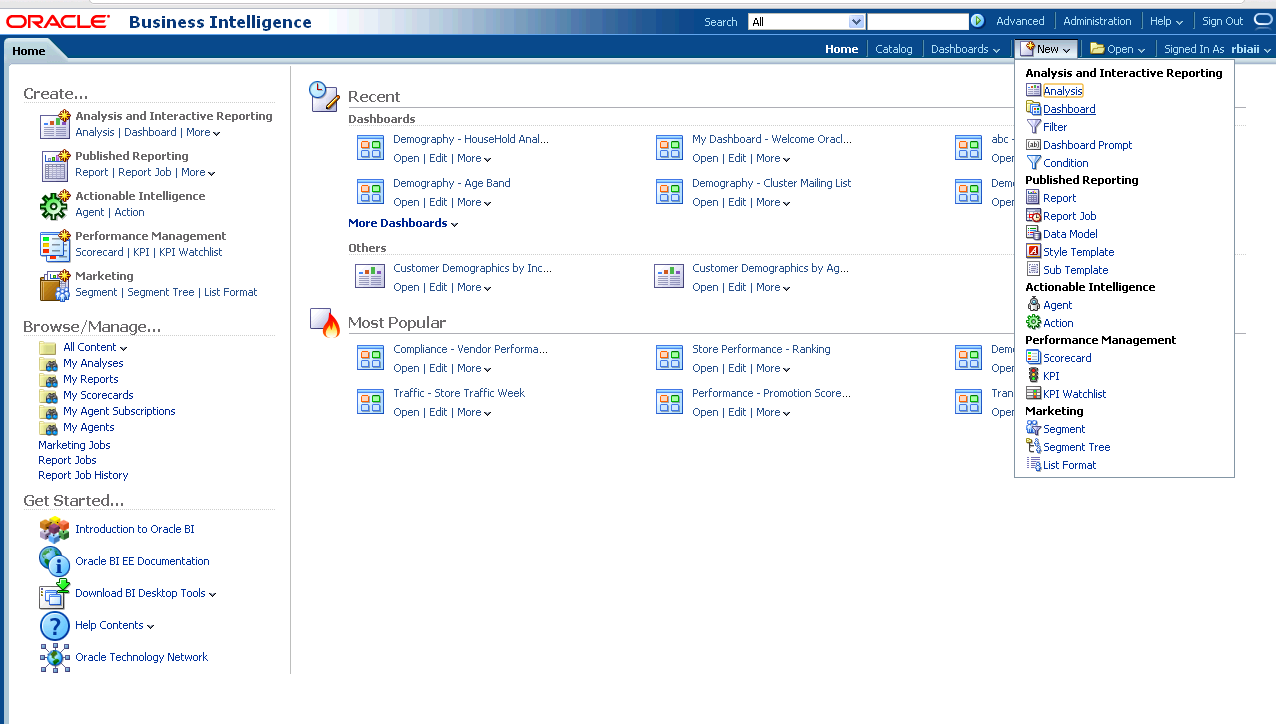 ORACLE® Business Intelligence
Search All Advanced Administration Help Sign Out
Home
Home Catalog Dashboards New Open Signed In As rbiaii
Create...
Analysis and Interactive Reporting
Analysis | Dashboard | More
Published Reporting
Report | Report Job | More
Actionable Intelligence
Agent | Action
Performance Management
Scorecard | KPI | KPI Watchlist
Marketing
Segment | Segment Tree | List Format
Browse/Manage...
All Content
My Analyses
My Reports
My Scorecards
My Agent Subscriptions
My Agents
Marketing Jobs
Report Jobs
Report Job History
Get Started...
Introduction to Oracle BI
Oracle BI EE Documentation
Download BI Desktop Tools
Help Contents
Oracle Technology Network
Recent
Dashboards
Demography - HouseHold Anal... My Dashboard - Welcome Oracl... abc -
Open | Edit | More Open | Edit | More Open
Demography - Age Band Demography - Cluster Mailing List Demo
Open | Edit | More Open | Edit | More Open
More Dashboards
Others
Customer Demographics by Inc... Customer Demographics by Ag...
Open | Edit | More Open | Edit | More
Most Popular
Compliance - Vendor Performa... Store Performance - Ranking Demo
Open | Edit | More Open | Edit | More Open
Traffic - Store Traffic Week Performance - Promotion Score... Tran
Open | Edit | More Open | Edit | More Open
Analysis and Interactive Reporting
Analysis
Dashboard
Filter
Dashboard Prompt
Condition
Published Reporting
Report
Report Job
Data Model
Style Template
Sub Template
Actionable Intelligence
Agent
Action
Performance Management
Scorecard
KPI
KPI Watchlist
Marketing
Segment
Segment Tree
List Format